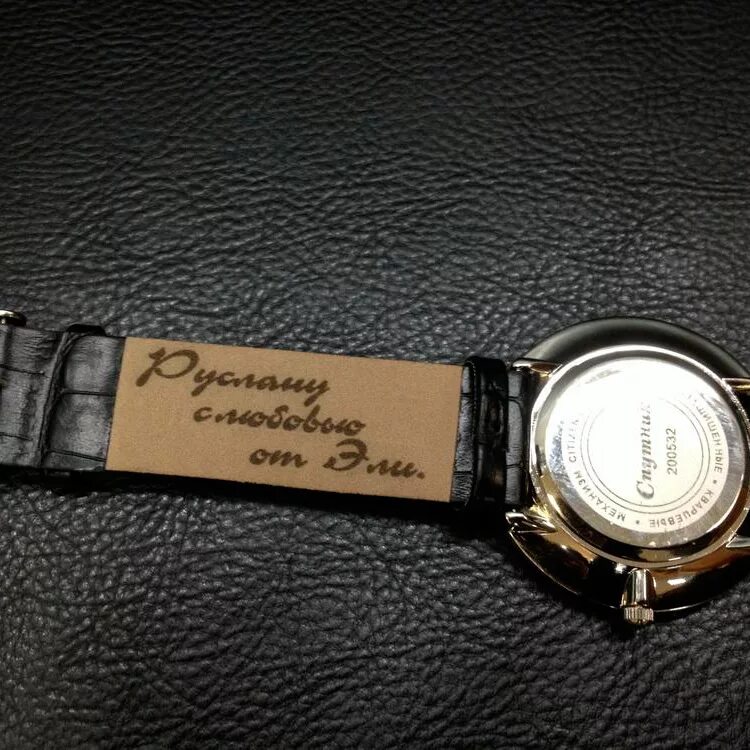 Руслану
с любовью
от Эли.
Спутник
200532
МЕХАНИЗМ CITIZEN
КВАРЦЕВЫЕ